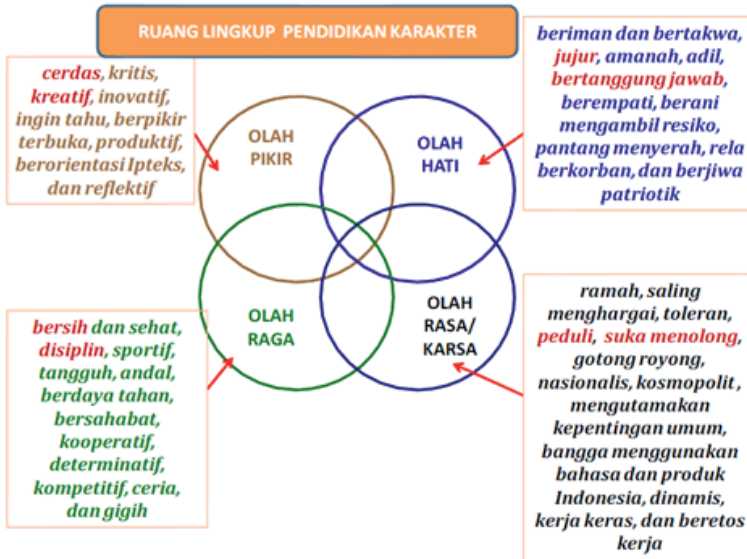 RUANG LINGKUP PENDIDIKAN KARAKTER
cerdas, kritis,
kreatif, inovatif,
ingin tahu, berpikir
terbuka, produktif,
berorientasi Ipteks,
dan reflektif
beriman dan bertakwa,
jujur, amanah, adil,
bertanggung jawab,
berempati, berani
mengambil resiko,
pantang menyerah, rela
berkorban, dan berjiwa
patriotik
OLAH
PIKIR
OLAH
HATI
OLAH
RAGA
OLAH
RASA/
KARSA
bersih dan sehat,
disiplin, sportif,
tangguh, andal,
berdaya tahan,
bersahabat,
kooperatif,
determinatif,
kompetitif, ceria,
dan gigih
ramah, saling
menghargai, toleran,
peduli, suka menolong,
gotong royong,
nasionalis, kosmopolit ,
mengutamakan
kepentingan umum,
bangga menggunakan
bahasa dan produk
Indonesia, dinamis,
kerja keras, dan beretos
kerja